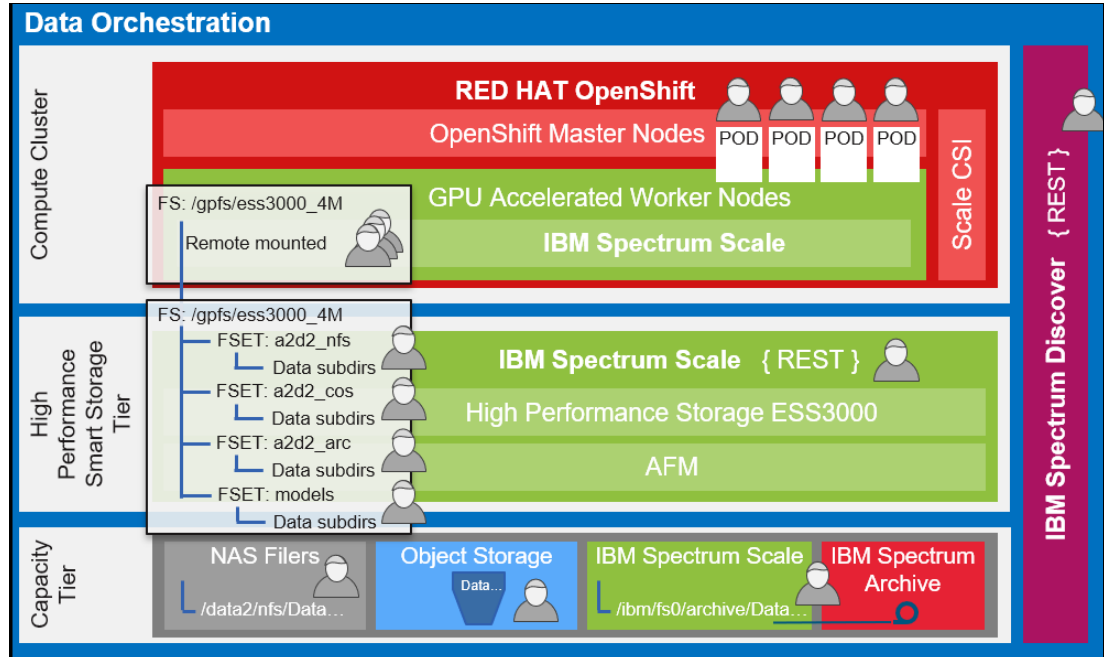 Data Orchestration
Compute Cluster
RED HAT OpenShift
OpenShift Master Nodes
POD
POD
POD
POD
GPU Accelerated Worker Nodes
IBM Spectrum Scale
Scale CSI
FS: /gpfs/ess3000_4M
Remote mounted
High
Performance
Smart Storage
Tier
FS: /gpfs/ess3000_4M
FSET: a2d2_nfs
Data subdirs
FSET: a2d2_cos
Data subdirs
FSET: a2d2_arc
Data subdirs
FSET: models
Data subdirs
IBM Spectrum Scale { REST }
High Performance Storage ESS3000
AFM
Capacity
Tier
NAS Filers
/data2/nfs/Data...
Object Storage
Data...
IBM Spectrum Scale
/ibm/fs0/archive/Data...
IBM Spectrum
Archive
IBM Spectrum Discover { REST }